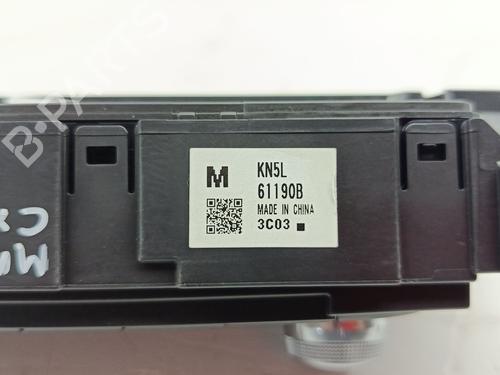 B-PARTS
M
KN5L
61190B
MADE IN CHINA
3C03